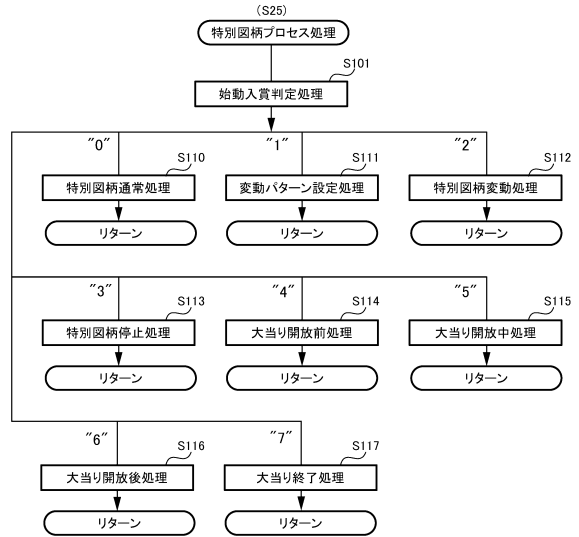 (S25)
特別図柄プロセス処理
S101
始動入賞判定処理
"0"
"1"
"2"
S110
S111
S112
特別図柄通常処理
変動パターン設定処理
特別図柄変動処理
リターン
リターン
リターン
"3"
"4"
"5"
S113
S114
S115
特別図柄停止処理
大当り開放前処理
大当り開放中処理
リターン
リターン
リターン
"6"
"7"
S116
S117
大当り開放後処理
大当り終了処理
リターン
リターン